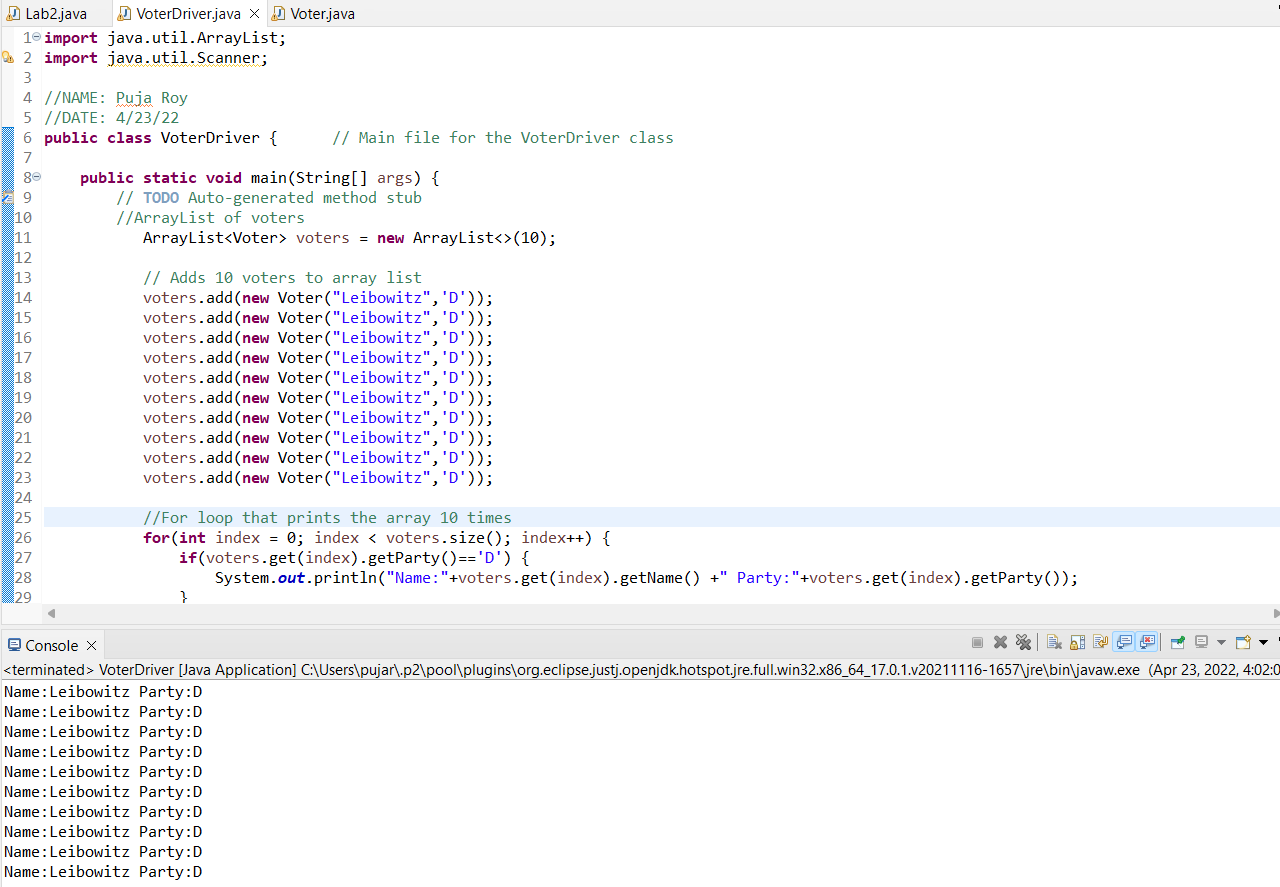 Lab2.java VoterDriver.java Voter.java
1 import java.util.ArrayList;
2 import java.util.Scanner;
3
4 //NAME: Puja Roy
5 //DATE: 4/23/22
6 public class VoterDriver { // Main file for the VoterDriver class
7
8 public static void main(String[] args) {
9 // TODO Auto-generated method stub
10 //ArrayList of voters
11 ArrayList<Voter> voters = new ArrayList<>(10);
12
13 // Adds 10 voters to array list
14 voters.add(new Voter("Leibowitz",'D'));
15 voters.add(new Voter("Leibowitz",'D'));
16 voters.add(new Voter("Leibowitz",'D'));
17 voters.add(new Voter("Leibowitz",'D'));
18 voters.add(new Voter("Leibowitz",'D'));
19 voters.add(new Voter("Leibowitz",'D'));
20 voters.add(new Voter("Leibowitz",'D'));
21 voters.add(new Voter("Leibowitz",'D'));
22 voters.add(new Voter("Leibowitz",'D'));
23 voters.add(new Voter("Leibowitz",'D'));
24
25 //For loop that prints the array 10 times
26 for(int index = 0; index < voters.size(); index++) {
27 if(voters.get(index).getParty()=='D') {
28 System.out.println("Name:"+voters.get(index).getName() +" Party:"+voters.get(index).getParty());
29 }
Console
<terminated> VoterDriver [Java Application] C:\Users\pujar\.p2\pool\plugins\org.eclipse.justj.openjdk.hotspot.jre.full.win32.x86_64_17.0.1.v20211116-1657\jre\bin\javaw.exe (Apr 23, 2022, 4:02:0
Name:Leibowitz Party:D
Name:Leibowitz Party:D
Name:Leibowitz Party:D
Name:Leibowitz Party:D
Name:Leibowitz Party:D
Name:Leibowitz Party:D
Name:Leibowitz Party:D
Name:Leibowitz Party:D
Name:Leibowitz Party:D
Name:Leibowitz Party:D